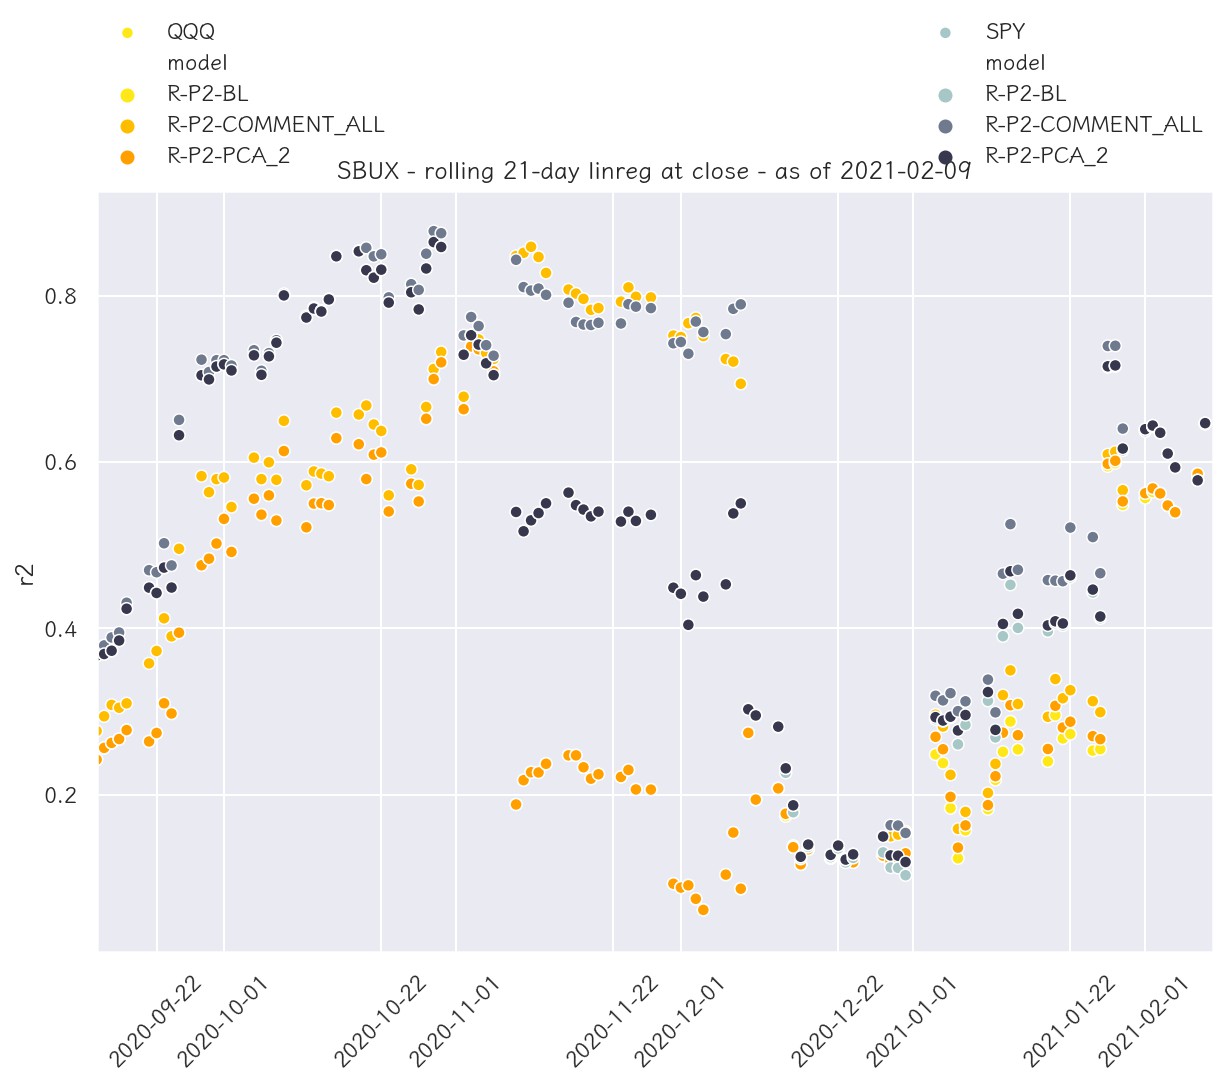 QQQ
model
R-P2-BL
R-P2-COMMENT_ALL
R-P2-PCA_2
SPY
model
R-P2-BL
R-P2-COMMENT_ALL
R-P2-PCA_2
SBUX - rolling 21-day linreg at close - as of 2021-02-09
r2
0.8
0.6
0.4
0.2
2020-09-22
2020-10-01
2020-10-22
2020-11-01
2020-11-22
2020-12-01
2020-12-22
2021-01-01
2021-01-22
2021-02-01